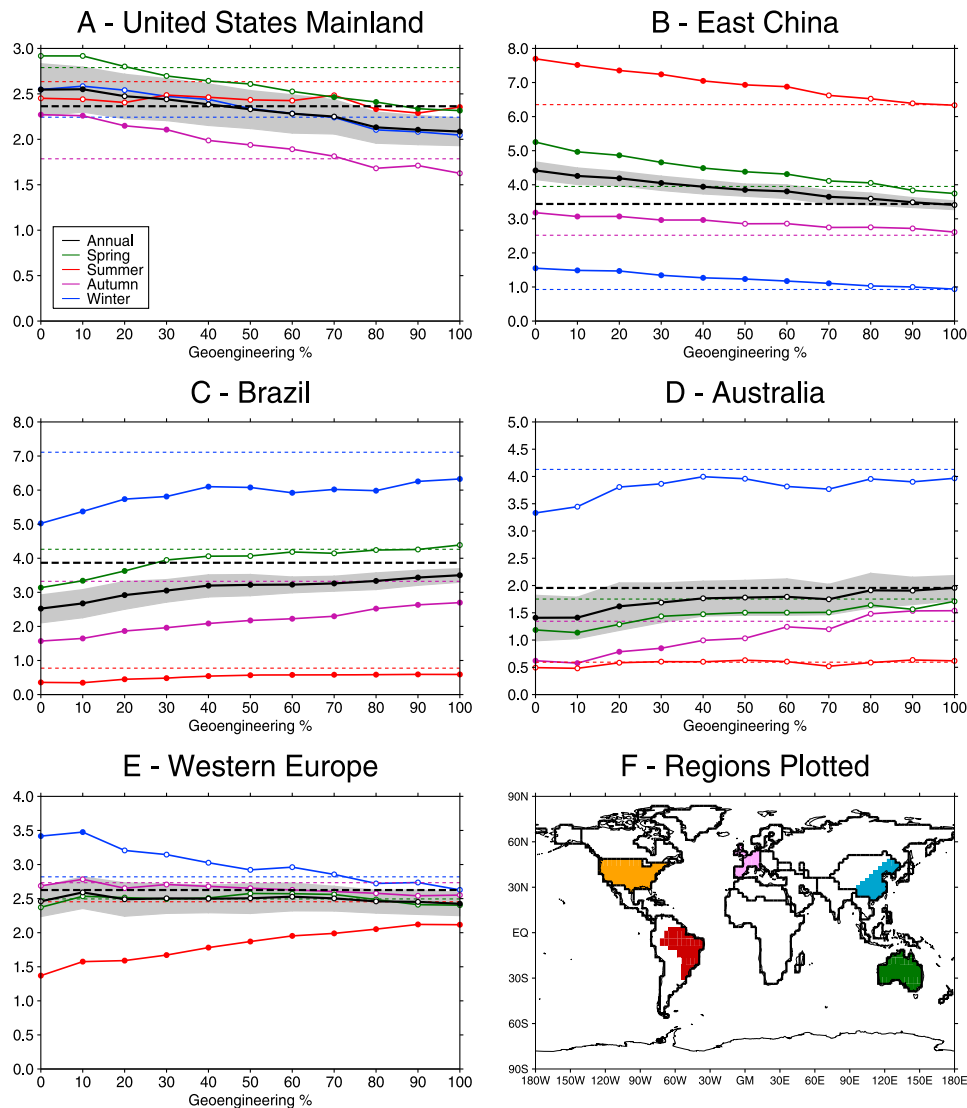 A - United States Mainland
3.0
2.5
2.0
1.5
1.0
0.5
0.0
Annual
Spring
Summer
Autumn
Winter
0 10 20 30 40 50 60 70 80 90 100
Geoengineering %
B - East China
8.0
7.0
6.0
5.0
4.0
3.0
2.0
1.0
0.0
0 10 20 30 40 50 60 70 80 90 100
Geoengineering %
C - Brazil
8.0
7.0
6.0
5.0
4.0
3.0
2.0
1.0
0.0
0 10 20 30 40 50 60 70 80 90 100
Geoengineering %
D - Australia
5.0
4.5
4.0
3.5
3.0
2.5
2.0
1.5
1.0
0.5
0.0
0 10 20 30 40 50 60 70 80 90 100
Geoengineering %
E - Western Europe
4.0
3.5
3.0
2.5
2.0
1.5
1.0
0.5
0.0
0 10 20 30 40 50 60 70 80 90 100
Geoengineering %
F - Regions Plotted
90N
60N
30N
EQ
30S
60S
90S
180W 150W 120W 90W 60W 30W GM 30E 60E 90E 120E 150E 180E